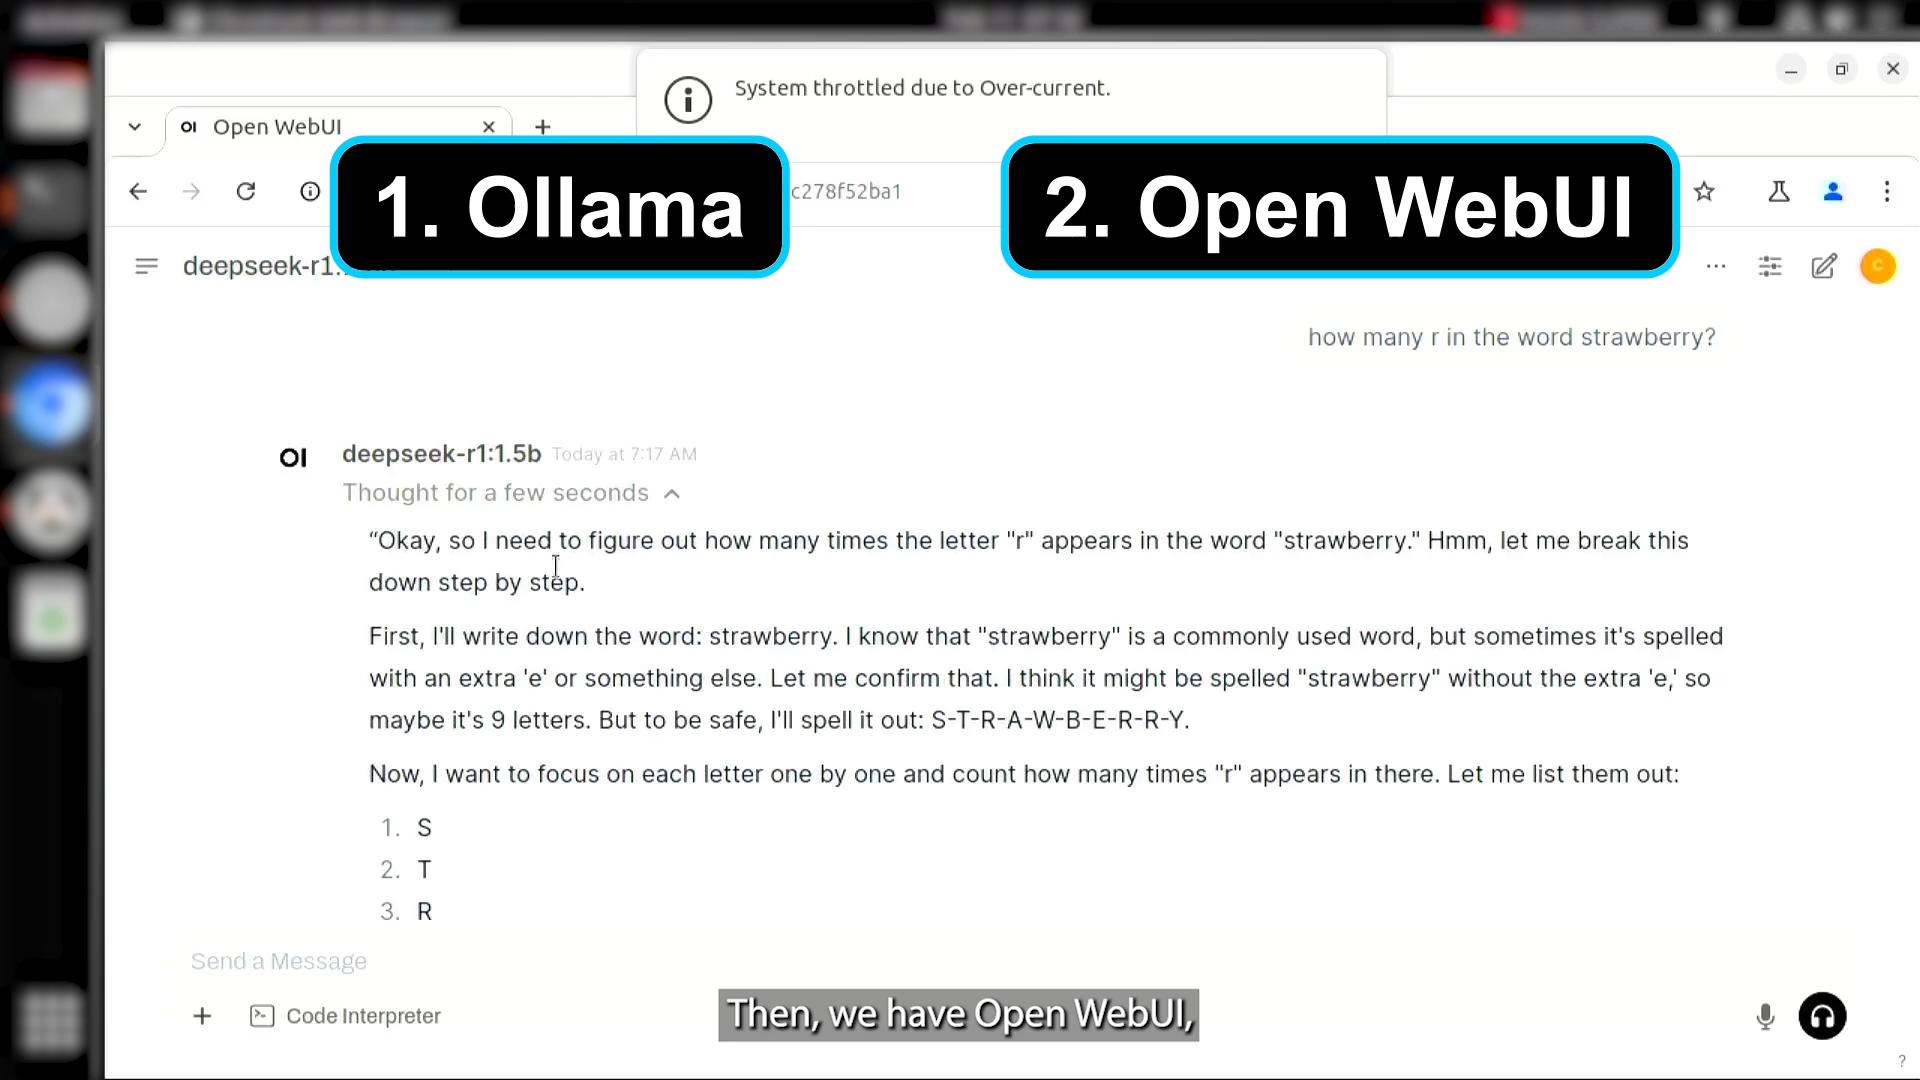 System throttled due to Over-current.
OI Open WebUI
c278f52ba1
1. Ollama
2. Open WebUI
deepseek-r1:
C
how many r in the word strawberry?
OI
deepseek-r1:1.5b Today at 7:17 AM
Thought for a few seconds
“Okay, so I need to figure out how many times the letter "r" appears in the word "strawberry." Hmm, let me break this
down step by step.
First, I'll write down the word: strawberry. I know that "strawberry" is a commonly used word, but sometimes it's spelled
with an extra 'e' or something else. Let me confirm that. I think it might be spelled "strawberry" without the extra 'e,' so
maybe it's 9 letters. But to be safe, I'll spell it out: S-T-R-A-W-B-E-R-R-Y.
Now, I want to focus on each letter one by one and count how many times "r" appears in there. Let me list them out:
1. S
2. T
3. R
Send a Message
Code Interpreter
Then, we have Open WebUI,
?